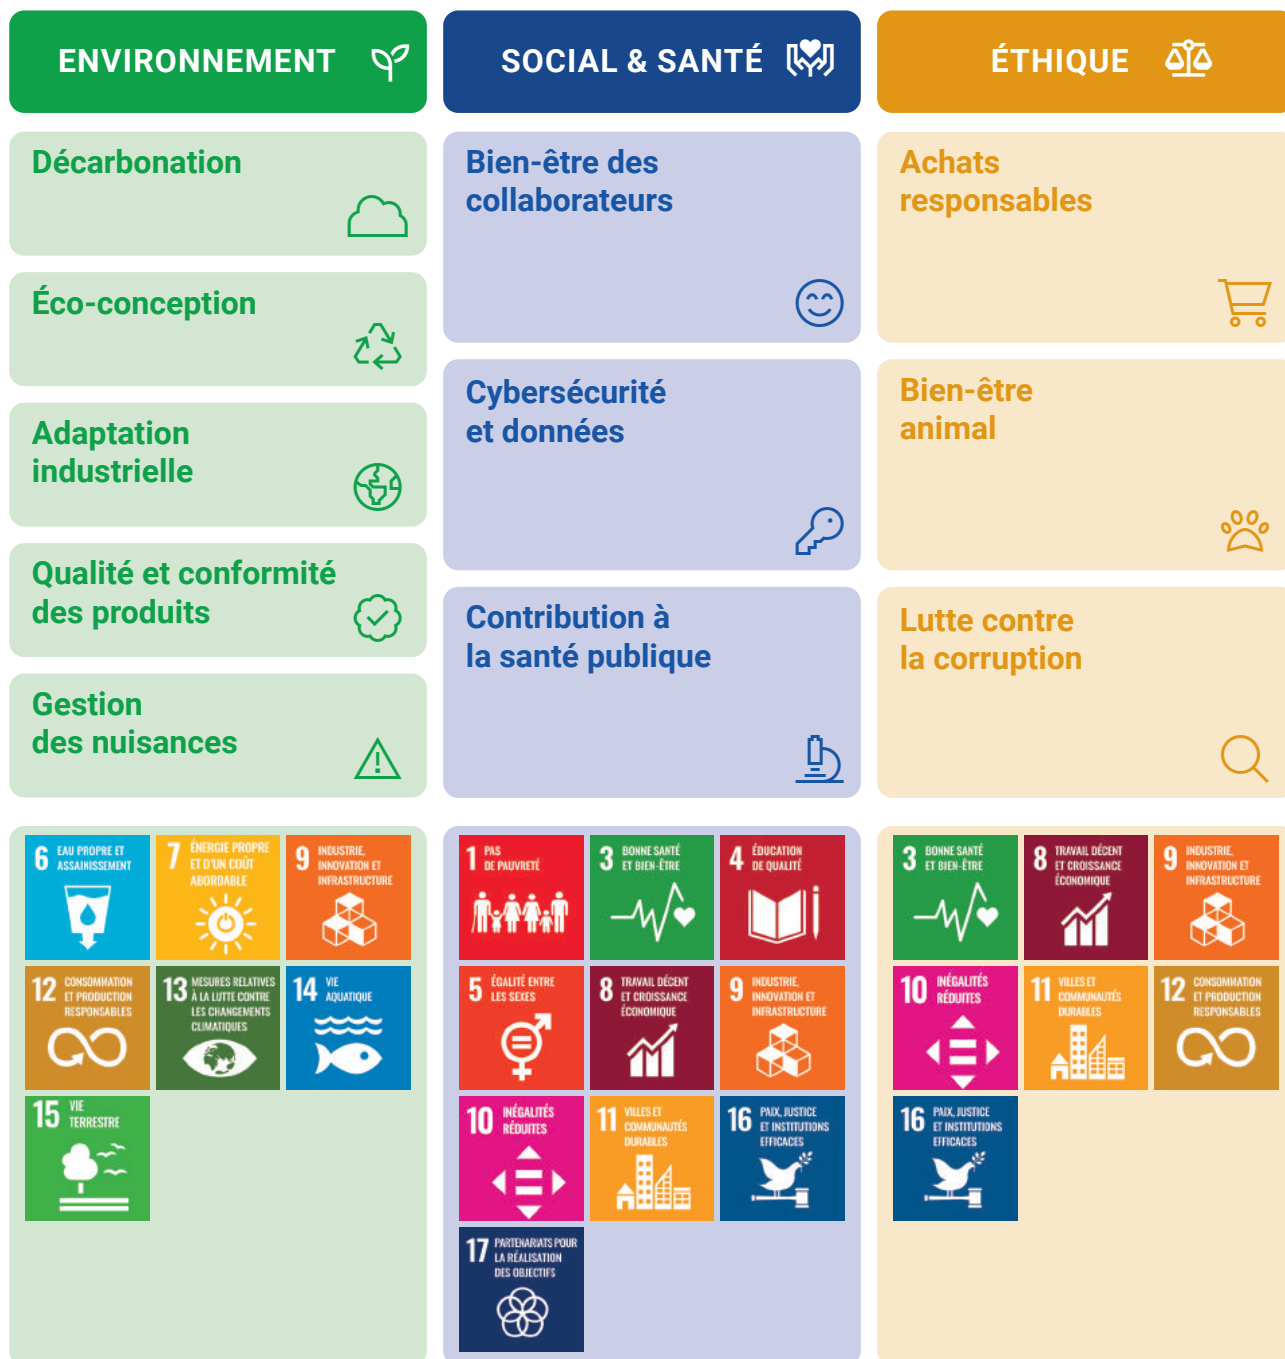 ENVIRONNEMENT
Décarbonation
Éco-conception
Adaptation
industrielle
Qualité et conformité
des produits
Gestion
des nuisances
6 EAU PROPRE ET
ASSAINISSEMENT
7 ÉNERGIE PROPRE
ET D'UN COÛT
ABORDABLE
9 INDUSTRIE,
INNOVATION ET
INFRASTRUCTURE
12 CONSOMMATION
ET PRODUCTION
RESPONSABLES
13 MESURES RELATIVES
À LA LUTTE CONTRE
LES CHANGEMENTS
CLIMATIQUES
14 VIE
AQUATIQUE
15 VIE
TERRESTRE
SOCIAL & SANTÉ
Bien-être des
collaborateurs
Cybersécurité
et données
Contribution à
la santé publique
1 PAS
DE PAUVRETÉ
3 BONNE SANTÉ
ET BIEN-ÊTRE
4 ÉDUCATION
DE QUALITÉ
5 ÉGALITÉ ENTRE
LES SEXES
8 TRAVAIL DÉCENT
ET CROISSANCE
ÉCONOMIQUE
9 INDUSTRIE,
INNOVATION ET
INFRASTRUCTURE
10 INÉGALITÉS
RÉDUITES
11 VILLES ET
COMMUNAUTÉS
DURABLES
16 PAIX, JUSTICE
ET INSTITUTIONS
EFFICACES
17 PARTENARIATS POUR
LA RÉALISATION
DES OBJECTIFS
ÉTHIQUE
Achats
responsables
Bien-être
animal
Lutte contre
la corruption
3 BONNE SANTÉ
ET BIEN-ÊTRE
8 TRAVAIL DÉCENT
ET CROISSANCE
ÉCONOMIQUE
9 INDUSTRIE,
INNOVATION ET
INFRASTRUCTURE
10 INÉGALITÉS
RÉDUITES
11 VILLES ET
COMMUNAUTÉS
DURABLES
12 CONSOMMATION
ET PRODUCTION
RESPONSABLES
16 PAIX, JUSTICE
ET INSTITUTIONS
EFFICACES